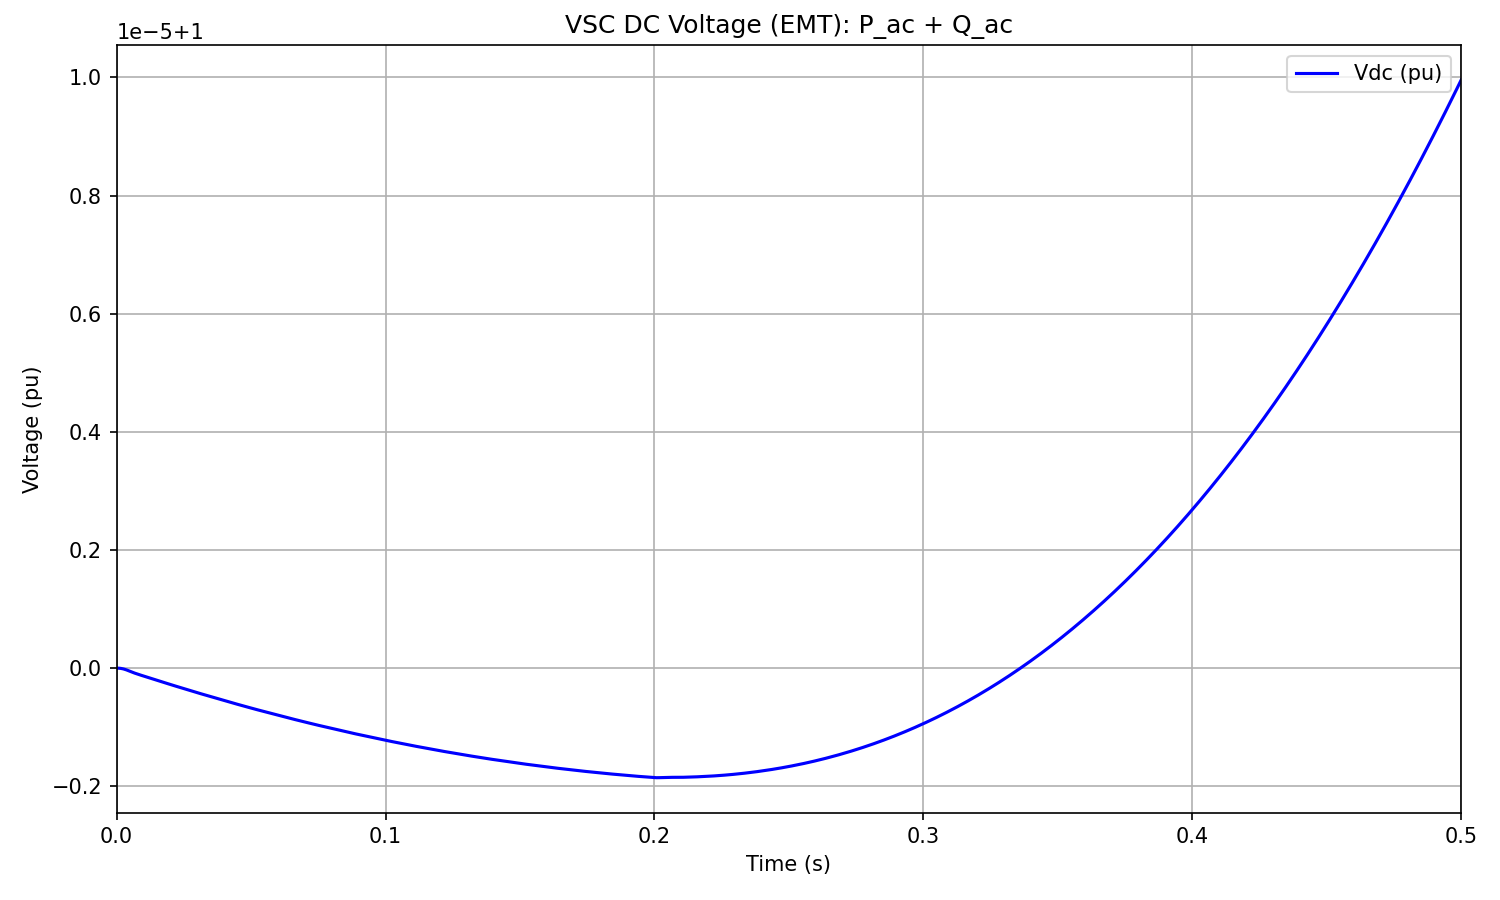 VSC DC Voltage (EMT): P_ac + Q_ac
1e−5+1
Vdc (pu)
1.0
0.8
0.6
0.4
0.2
0.0
−0.2
Voltage (pu)
0.0 0.1 0.2 0.3 0.4 0.5
Time (s)